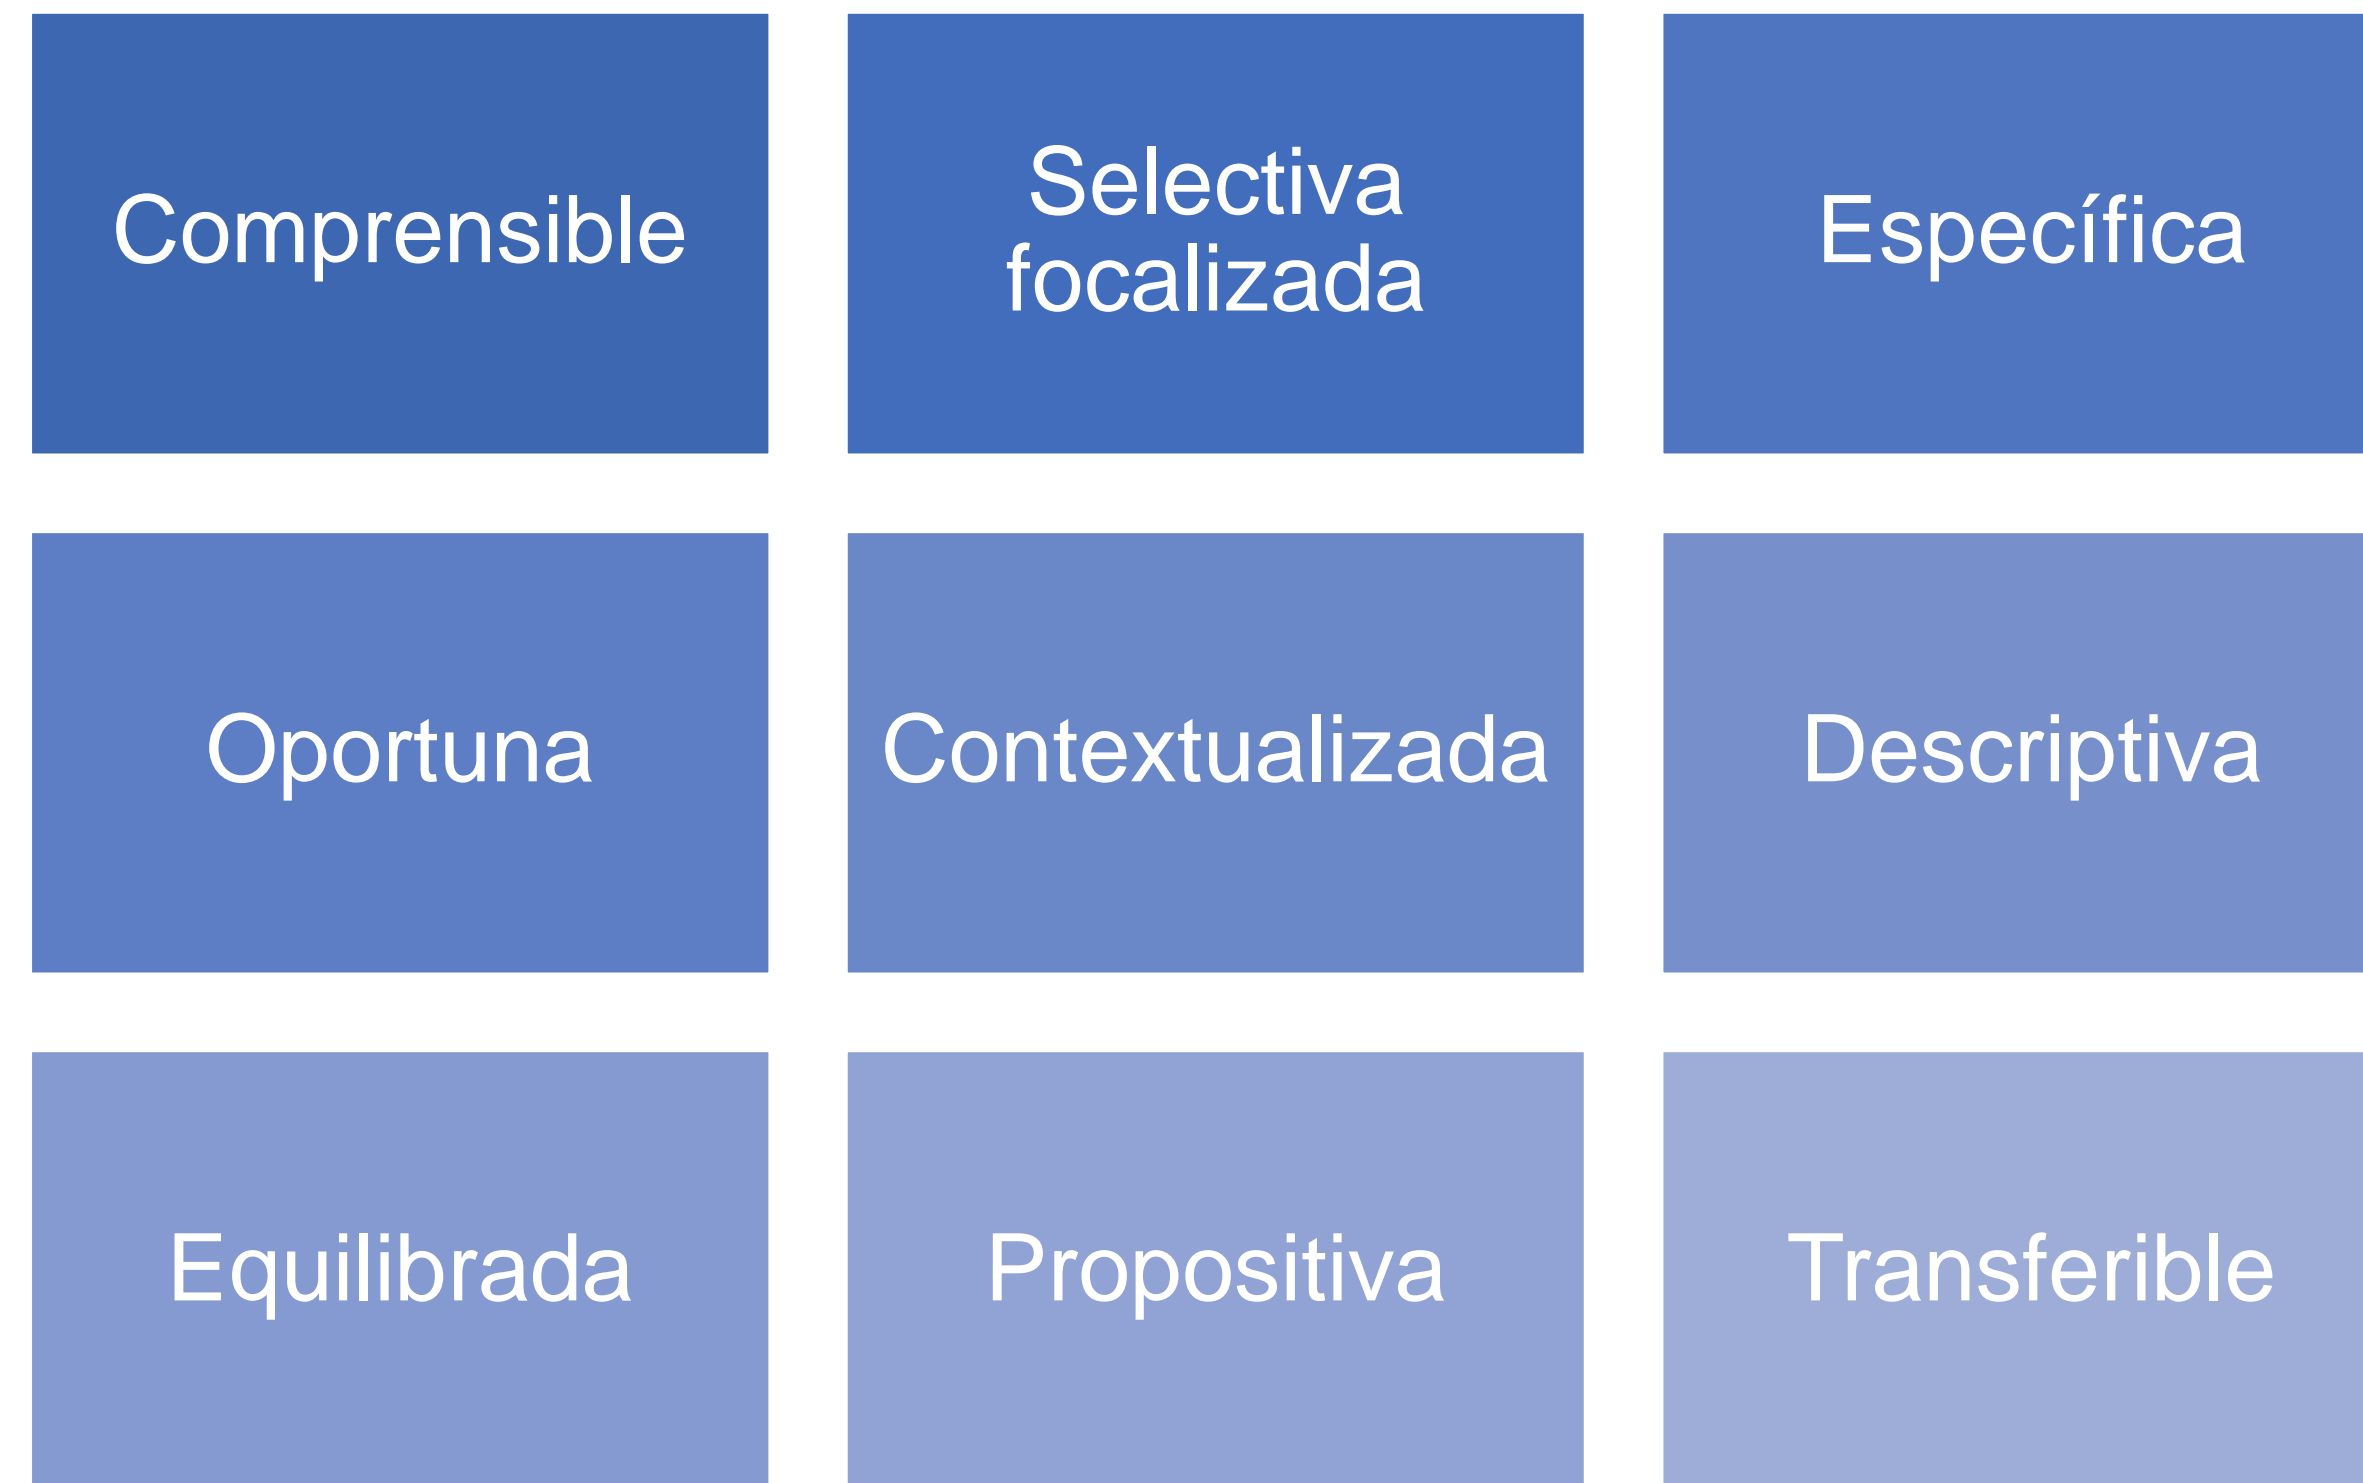 Comprensible
Selectiva
focalizada
Específica
Oportuna
Contextualizada
Descriptiva
Equilibrada
Propositiva
Transferible